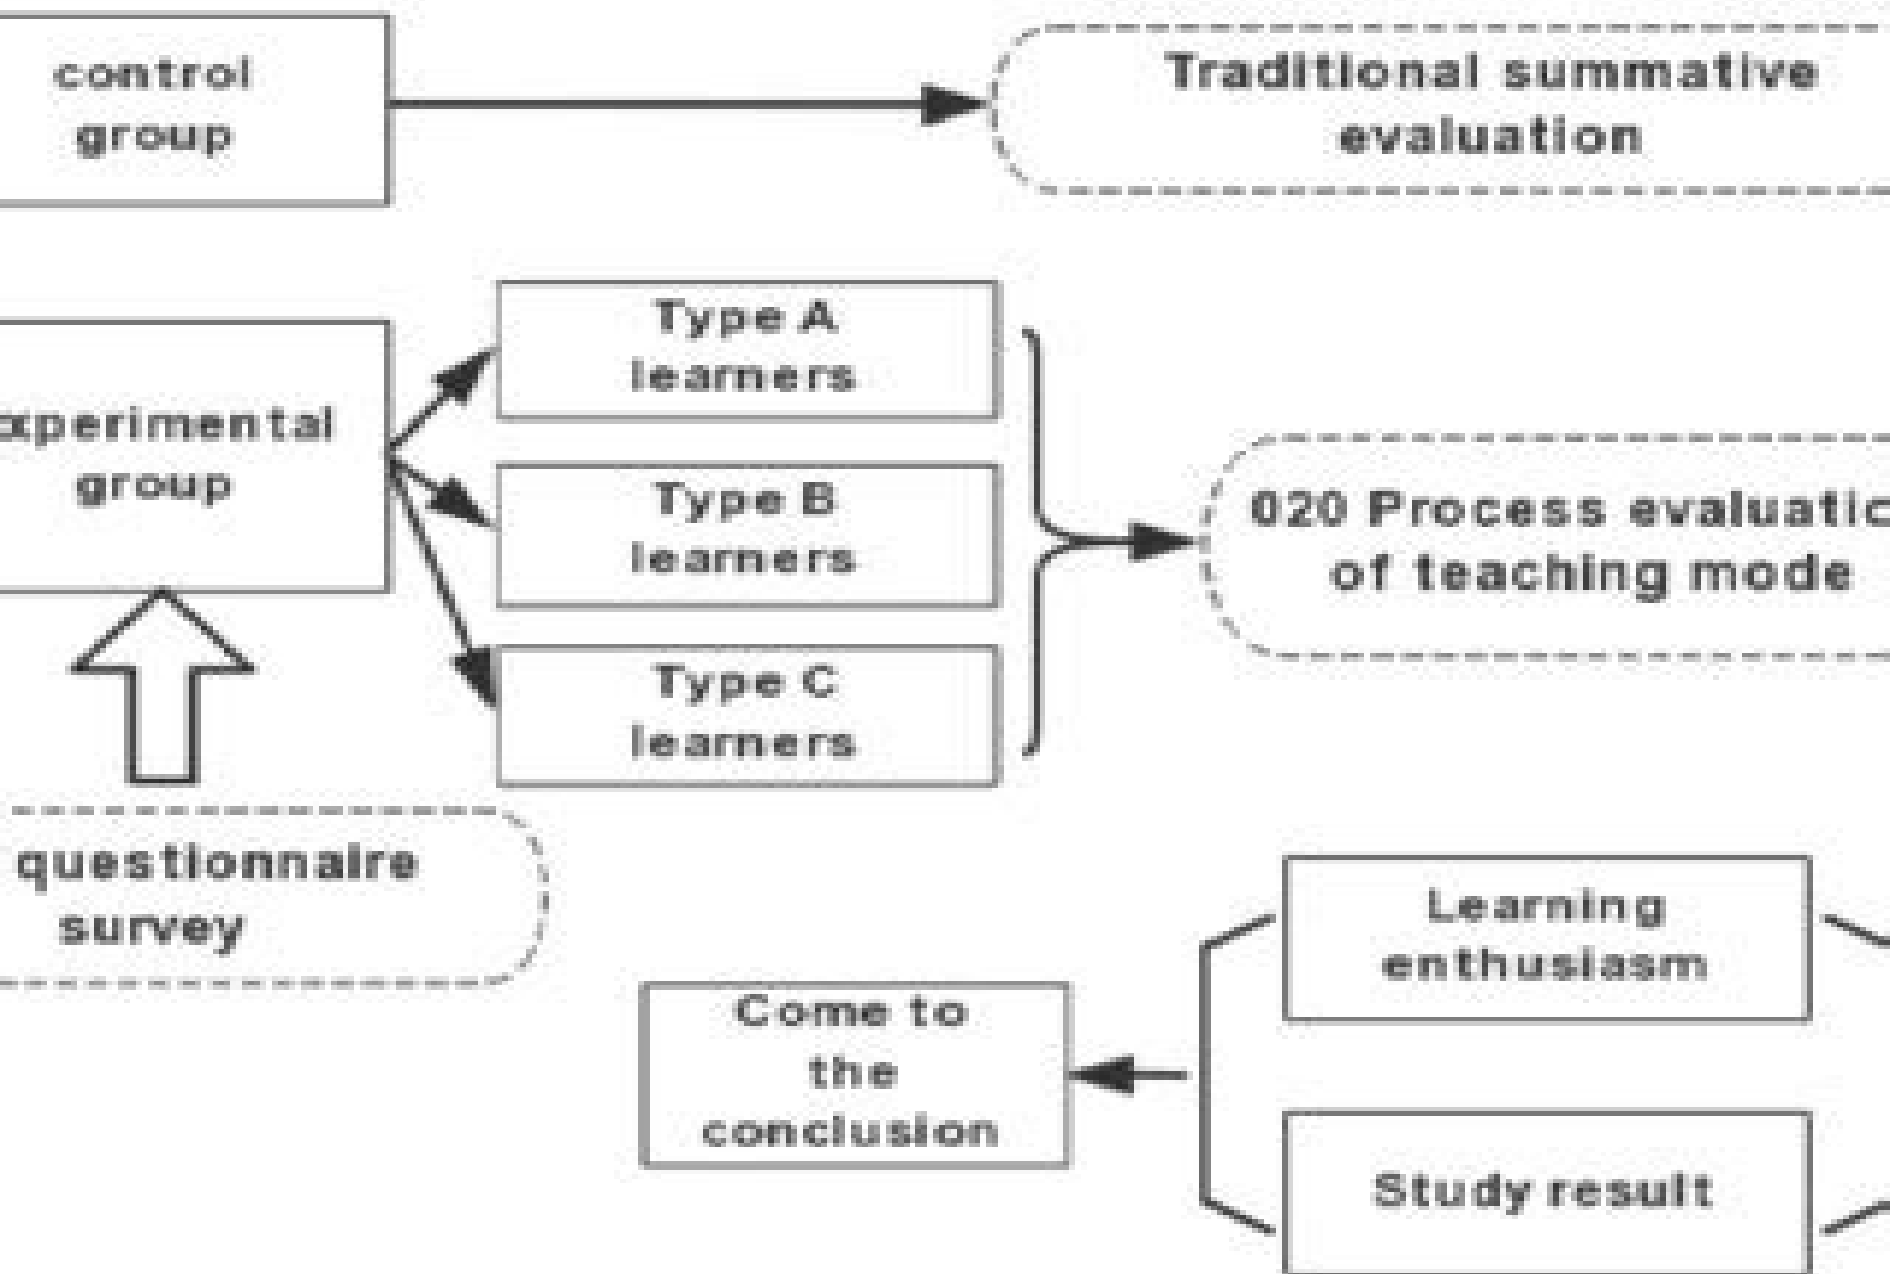 control
group
Traditional summative
evaluation
Type A
learners
xperimental
group
Type B
learners
020 Process evaluatio
of teaching mode
Type C
learners
questionnaire
survey
Learning
enthusiasm
Come to
the
conclusion
Study result